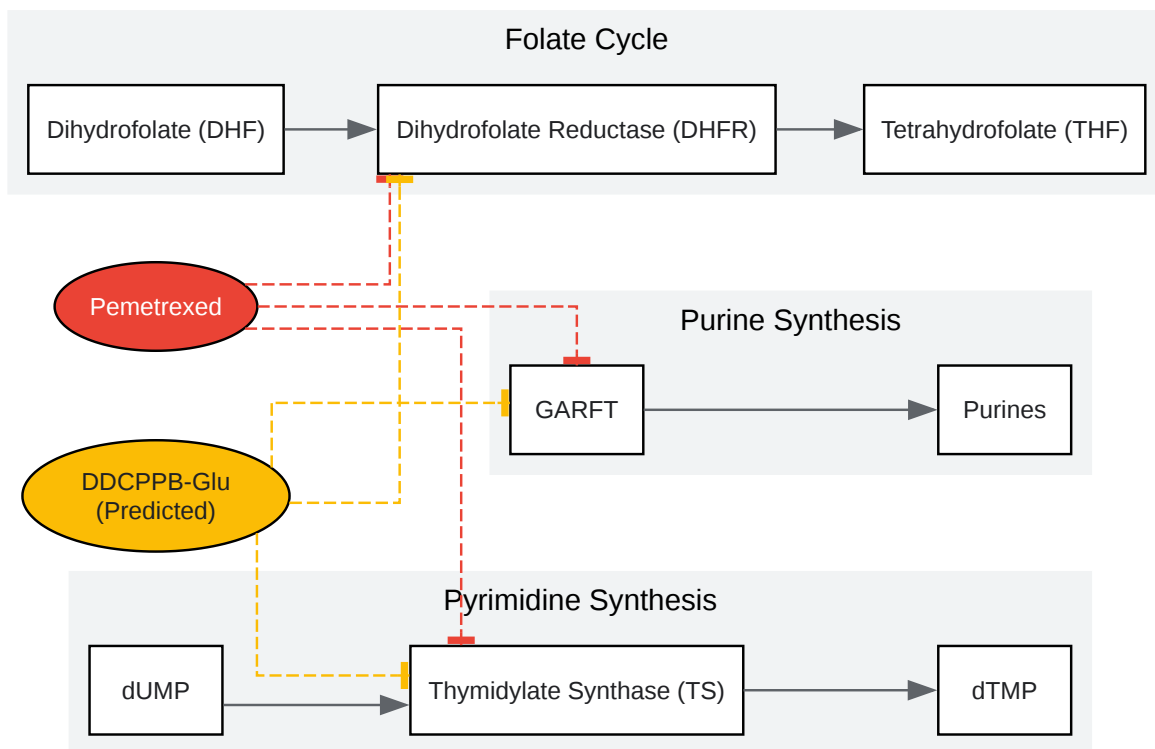 Folate Cycle
Dihydrofolate (DHF)
Dihydrofolate Reductase (DHFR)
Tetrahydrofolate (THF)
Pemetrexed
Purine Synthesis
GARFT
Purines
DDCPPB-Glu
(Predicted)
Pyrimidine Synthesis
dUMP
Thymidylate Synthase (TS)
dTMP